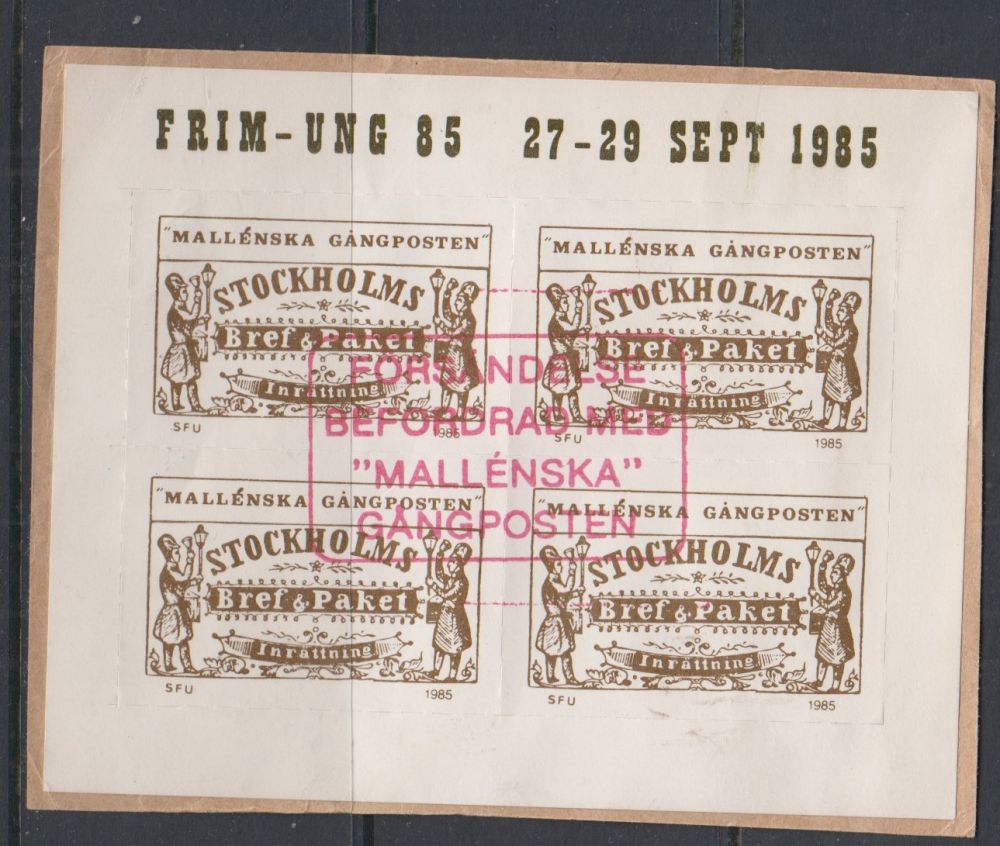 FRIM-UNG 85 27-29 SEPT 1985
"MALLÉNSKA GÅNGPOSTEN"
STOCKHOLMS
Bref & Paket
Inrättning
SFU 1985
"MALLÉNSKA GÅNGPOSTEN"
STOCKHOLMS
Bref & Paket
Inrättning
SFU 1985
FÖRSÄNDELSE
BEFORDRAD MED
"MALLÉNSKA"
GÅNGPOSTEN
"MALLÉNSKA GÅNGPOSTEN"
STOCKHOLMS
Bref & Paket
Inrättning
SFU 1985
"MALLÉNSKA GÅNGPOSTEN"
STOCKHOLMS
Bref & Paket
Inrättning
SFU 1985